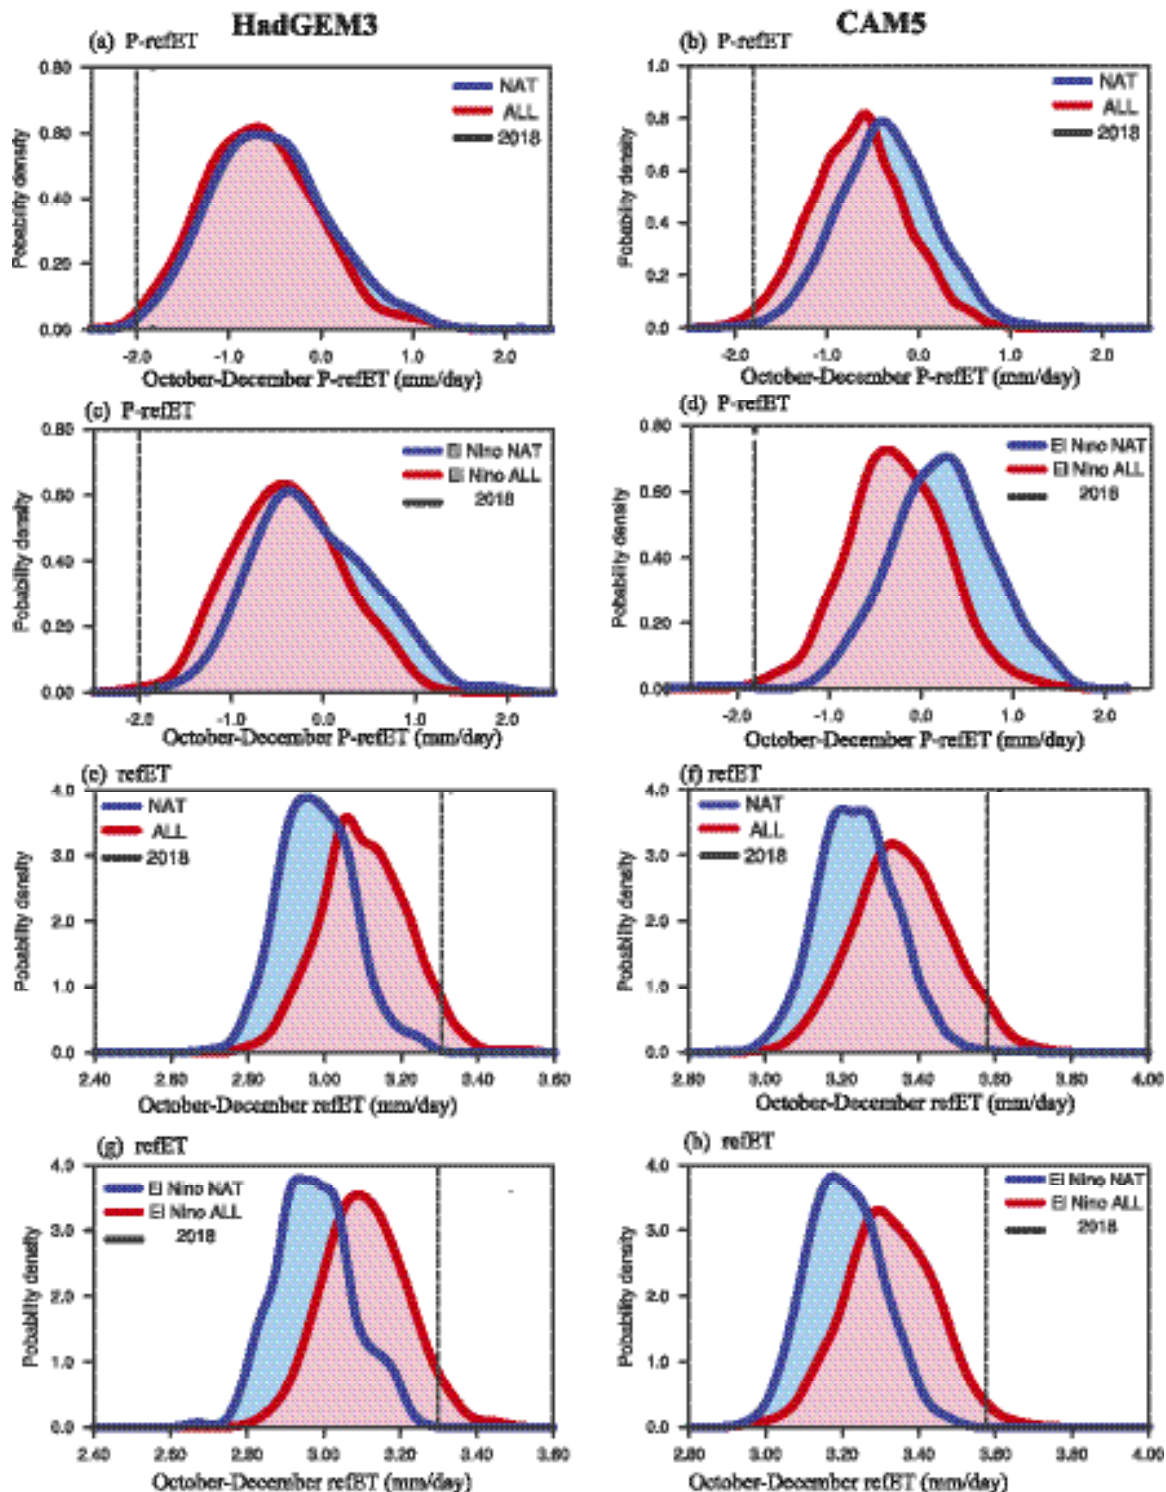 HadGEM3
CAM5
(a) P-refET
0.80
0.60
0.40
0.20
0.00
Pobability density
NAT
ALL
2018
-2.0 -1.0 0.0 1.0 2.0
October-December P-refET (mm/day)
(b) P-refET
1.0
0.8
0.6
0.4
0.2
0.0
Pobability density
NAT
ALL
2018
-2.0 -1.0 0.0 1.0 2.0
October-December P-refET (mm/day)
(c) P-refET
0.80
0.60
0.40
0.20
0.00
Pobability density
El Nino NAT
El Nino ALL
2018
-2.0 -1.0 0.0 1.0 2.0
October-December P-refET (mm/day)
(d) P-refET
0.80
0.60
0.40
0.20
0.00
Pobability density
El Nino NAT
El Nino ALL
2018
-2.0 -1.0 0.0 1.0 2.0
October-December P-refET (mm/day)
(e) refET
4.0
3.0
2.0
1.0
0.0
Pobability density
NAT
ALL
2018
2.40 2.60 2.80 3.00 3.20 3.40 3.60
October-December refET (mm/day)
(f) refET
4.0
3.0
2.0
1.0
0.0
Pobability density
NAT
ALL
2018
2.80 3.00 3.20 3.40 3.60 3.80 4.00
October-December refET (mm/day)
(g) refET
4.0
3.0
2.0
1.0
0.0
Pobability density
El Nino NAT
El Nino ALL
2018
2.40 2.60 2.80 3.00 3.20 3.40 3.60
October-December refET (mm/day)
(h) refET
4.0
3.0
2.0
1.0
0.0
Pobability density
El Nino NAT
El Nino ALL
2018
2.80 3.00 3.20 3.40 3.60 3.80 4.00
October-December refET (mm/day)